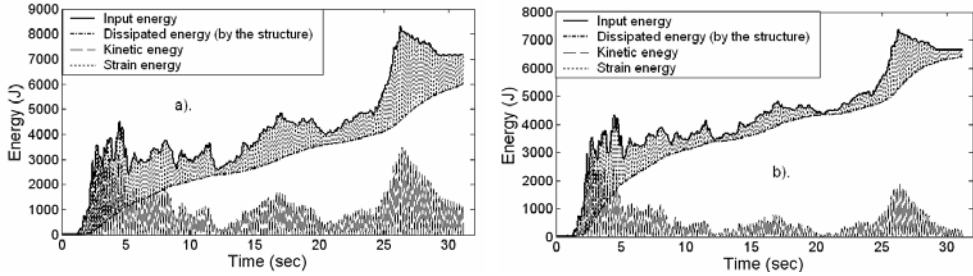 9000
8000
7000
6000
5000
4000
3000
2000
1000
0
Energy (J)
Input energy
Dissipated energy (by the structure)
Kinetic enegy
Strain energy
a).
0
5
10
15
20
25
30
Time (sec)
8000
7000
6000
5000
4000
3000
2000
1000
0
Energy (J)
Input energy
Dissipated energy (by the structure)
Kinetic enegy
Strain energy
b).
0
5
10
15
20
25
30
Time (sec)